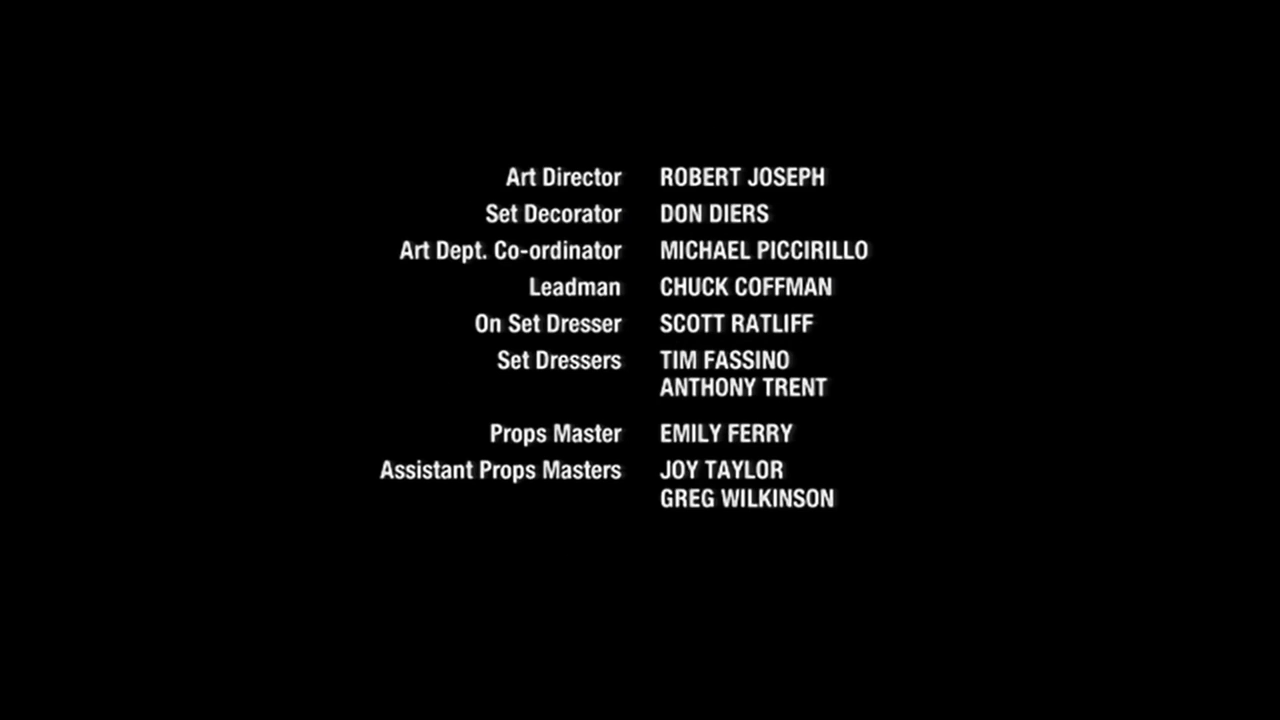 Art Director ROBERT JOSEPH
Set Decorator DON DIERS
Art Dept. Co-ordinator MICHAEL PICCIRILLO
Leadman CHUCK COFFMAN
On Set Dresser SCOTT RATLIFF
Set Dressers TIM FASSINO
ANTHONY TRENT
Props Master EMILY FERRY
Assistant Props Masters JOY TAYLOR
GREG WILKINSON